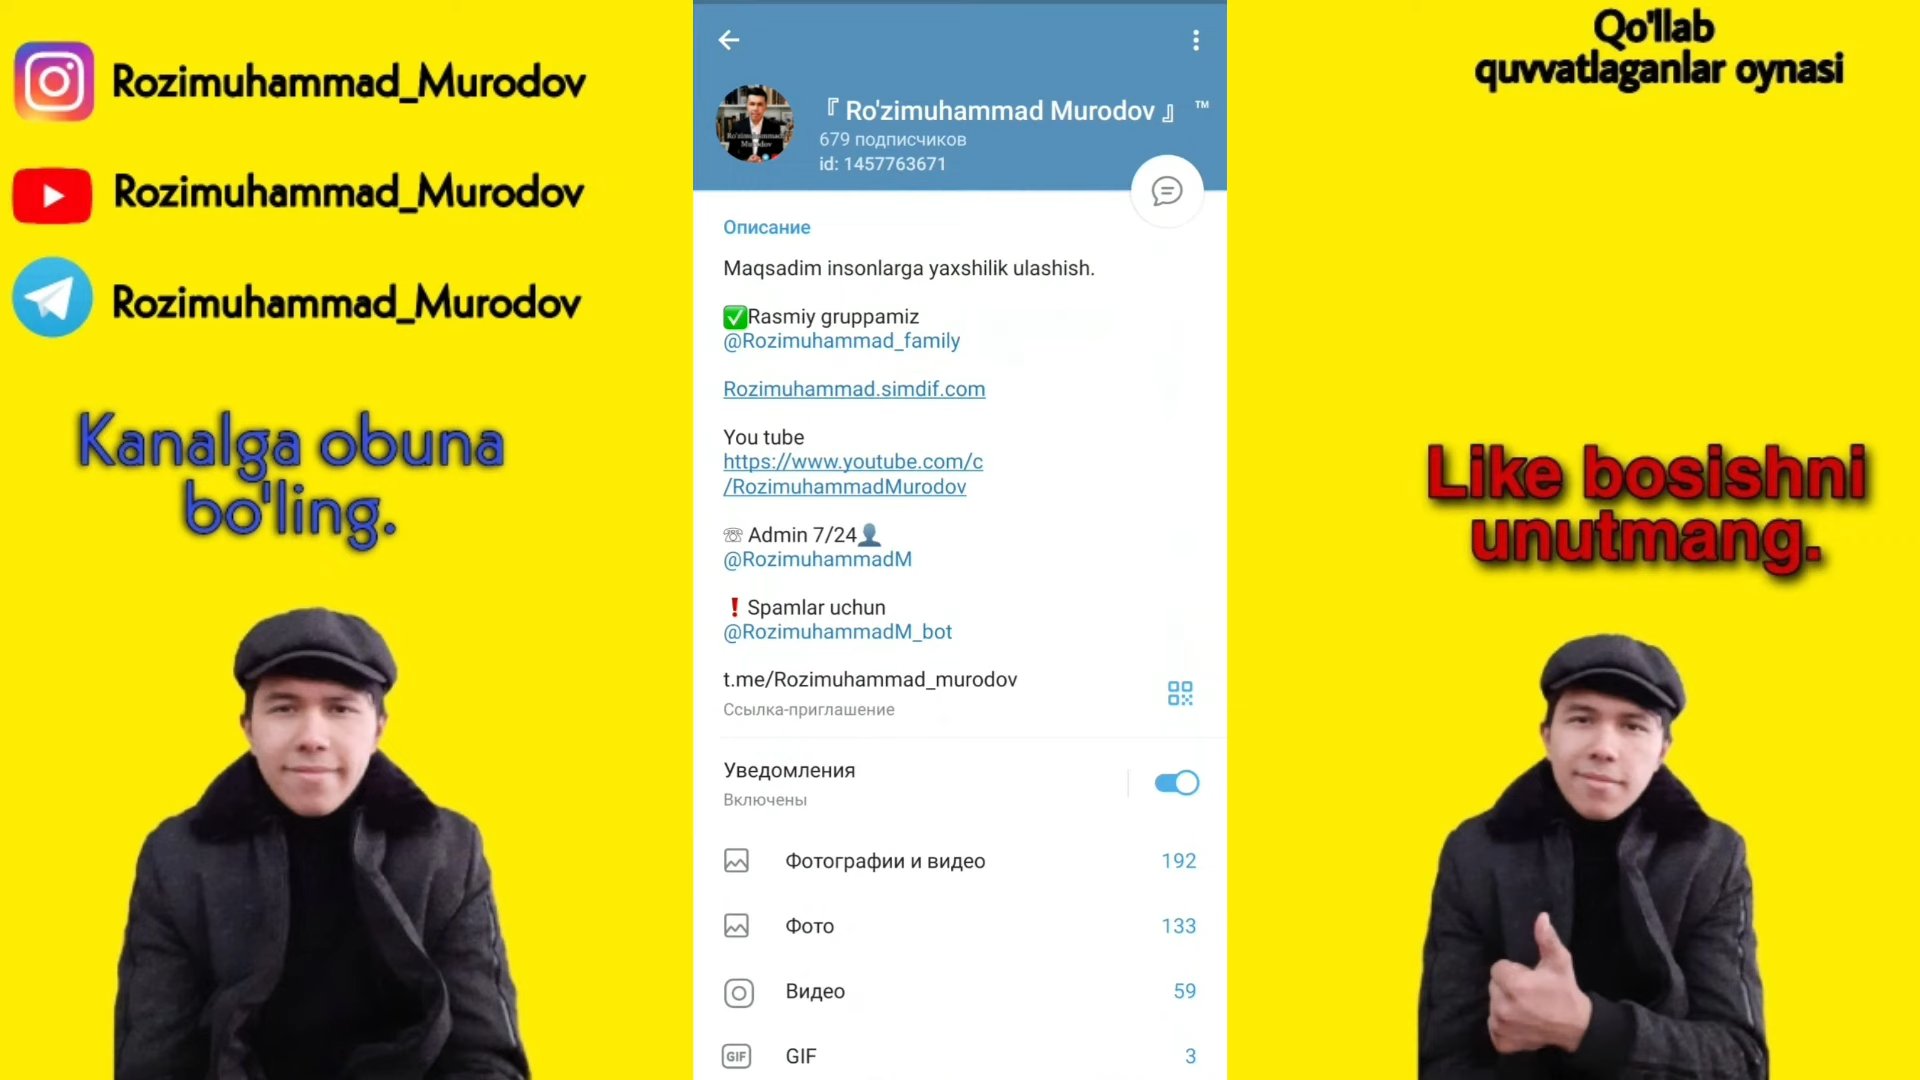 Rozimuhammad_Murodov
Rozimuhammad_Murodov
Rozimuhammad_Murodov
Kanalga obuna
bo'ling.
『 Ro'zimuhammad Murodov 』 ™
679 подписчиков
id: 1457763671
Описание
Maqsadim insonlarga yaxshilik ulashish.
✅Rasmiy gruppamiz
@Rozimuhammad_family
Rozimuhammad.simdif.com
You tube
https://www.youtube.com/c
/RozimuhammadMurodov
☏ Admin 7/24👤
@RozimuhammadM
❗Spamlar uchun
@RozimuhammadM_bot
t.me/Rozimuhammad_murodov
Ссылка-приглашение
Уведомления
Включены
Фотографии и видео 192
Фото 133
Видео 59
GIF GIF 3
Qo'llab
quvvatlaganlar oynasi
Like bosishni
unutmang.